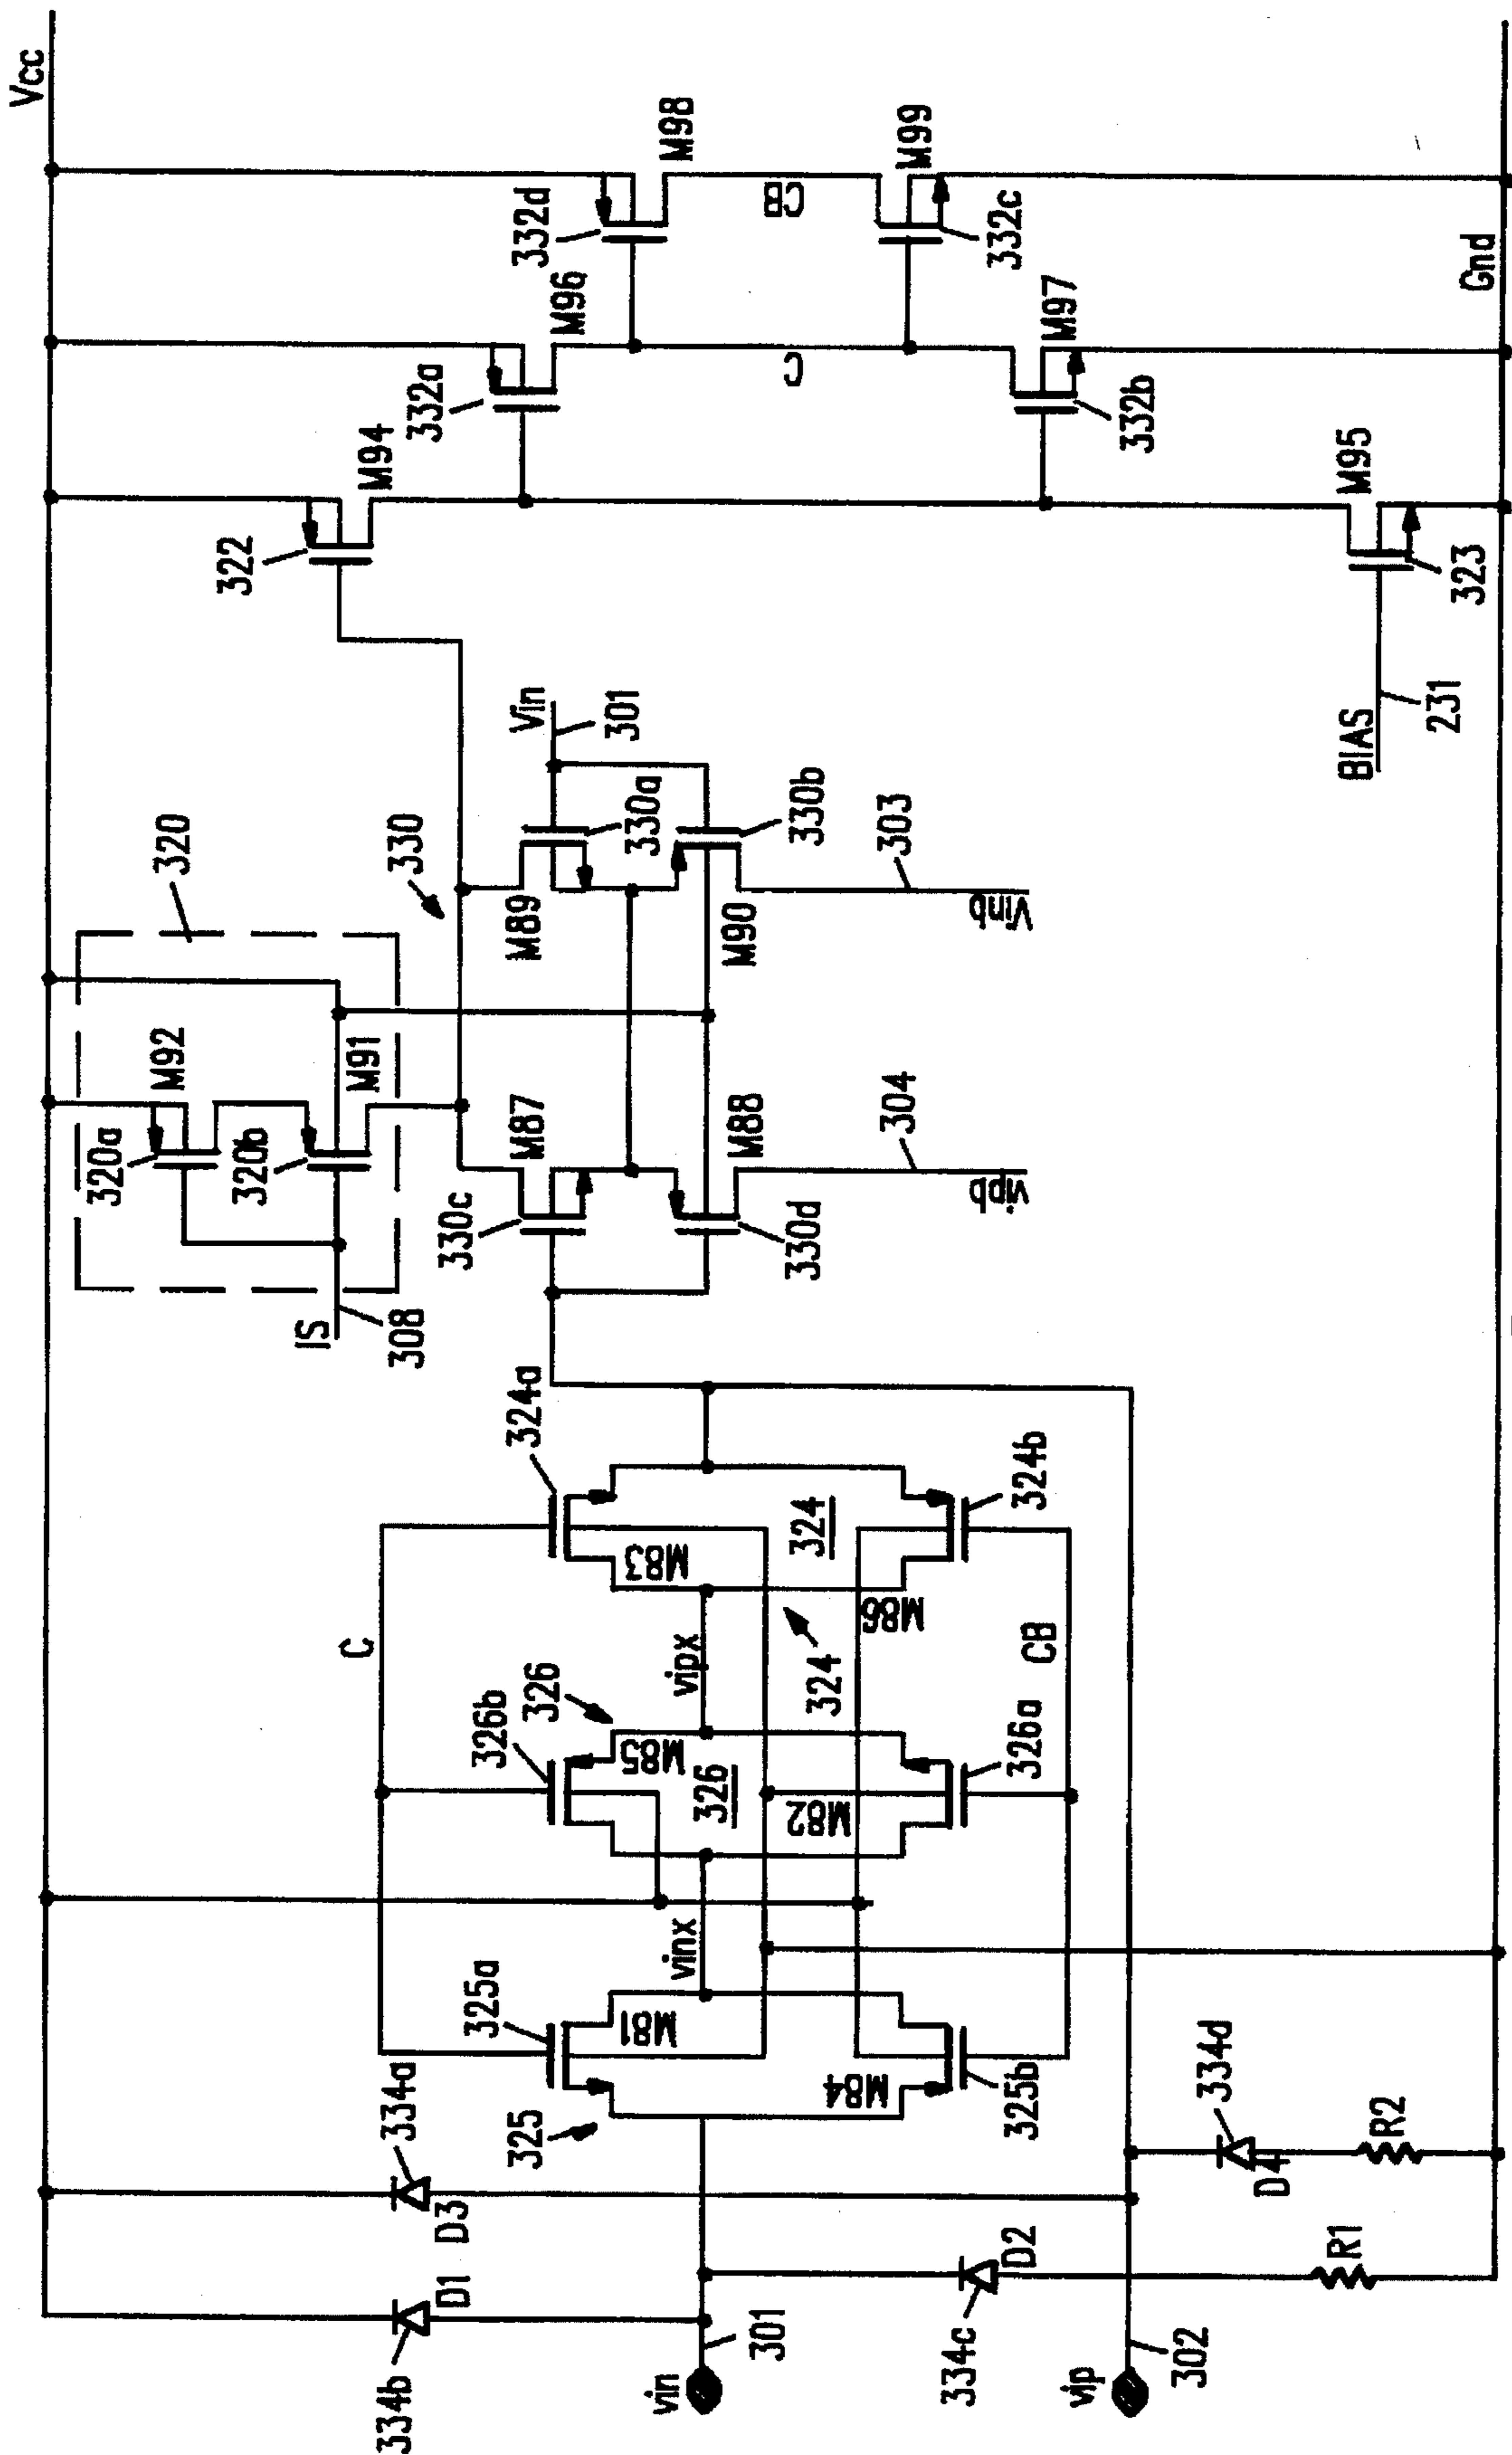 Vcc
M98
332d
CB
M99
332c
M96
332a
C
M97
332b
Gnd
M94
322
M95
323
BIAS
231
Vin
301
330
330a
M89
330b
M90
303
Vinb
320
M92
320a
M91
320b
IS
308
M87
330c
M88
330d
304
vipb
324a
M83
324
324b
M86
C
CB
vipx
324
326b
326
M85
326
M82
326a
vinx
325a
M81
325
M84
325b
334a
D3
334b
D1
334d
D4
R2
D2
334c
R1
vin
301
vip
302